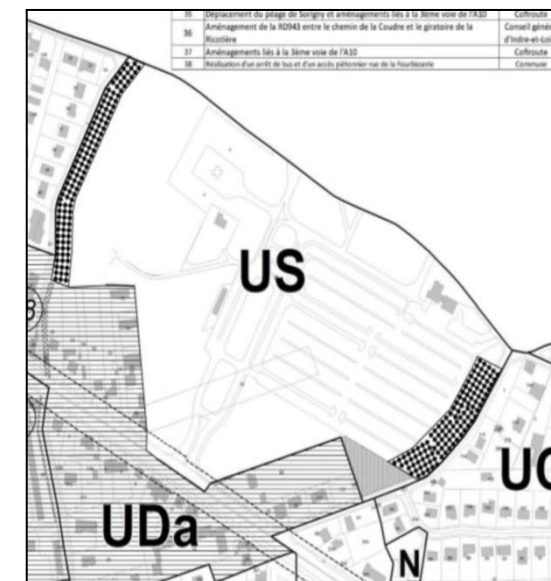 35 Déplacement du péage de Sorigny et aménagements liés à la 3ème voie de l'A10 Cofiroute
36 Aménagement de la RD943 entre le chemin de la Coudre et le giratoire de la Ricotière Conseil génér d'Indre-et-Loi
37 Aménagements liés à la 3ème voie de l'A10 Cofiroute
38 Réalisation d'un arrêt de bus et d'un accès piétonnier rue de la Fourbisserie Commune
US
UDa
N